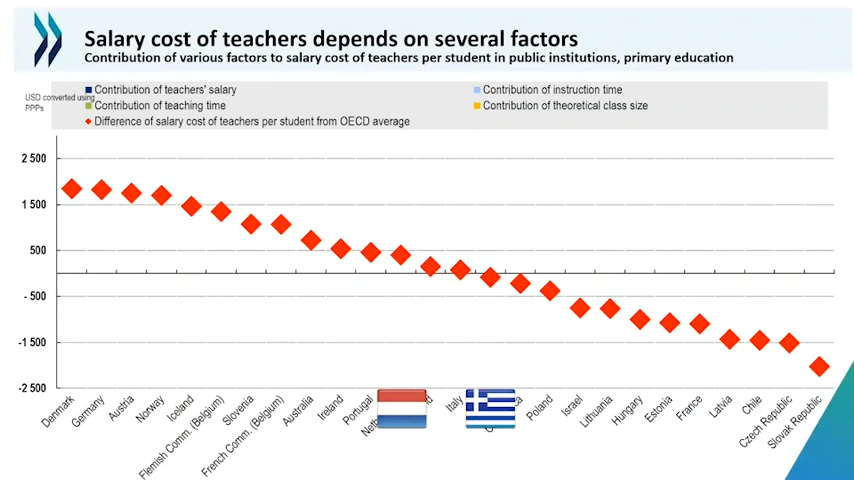 Salary cost of teachers depends on several factors
Contribution of various factors to salary cost of teachers per student in public institutions, primary education
USD converted using
PPPs
Contribution of teachers' salary
Contribution of instruction time
Contribution of teaching time
Contribution of theoretical class size
Difference of salary cost of teachers per student from OECD average
2 500
1 500
500
- 500
-1 500
-2 500
Denmark
Germany
Austria
Norway
Iceland
Flemish Comm. (Belgium)
Slovenia
French Comm. (Belgium)
Australia
Ireland
Portugal
Italy
Poland
Israel
Lithuania
Hungary
Estonia
France
Latvia
Chile
Czech Republic
Slovak Republic